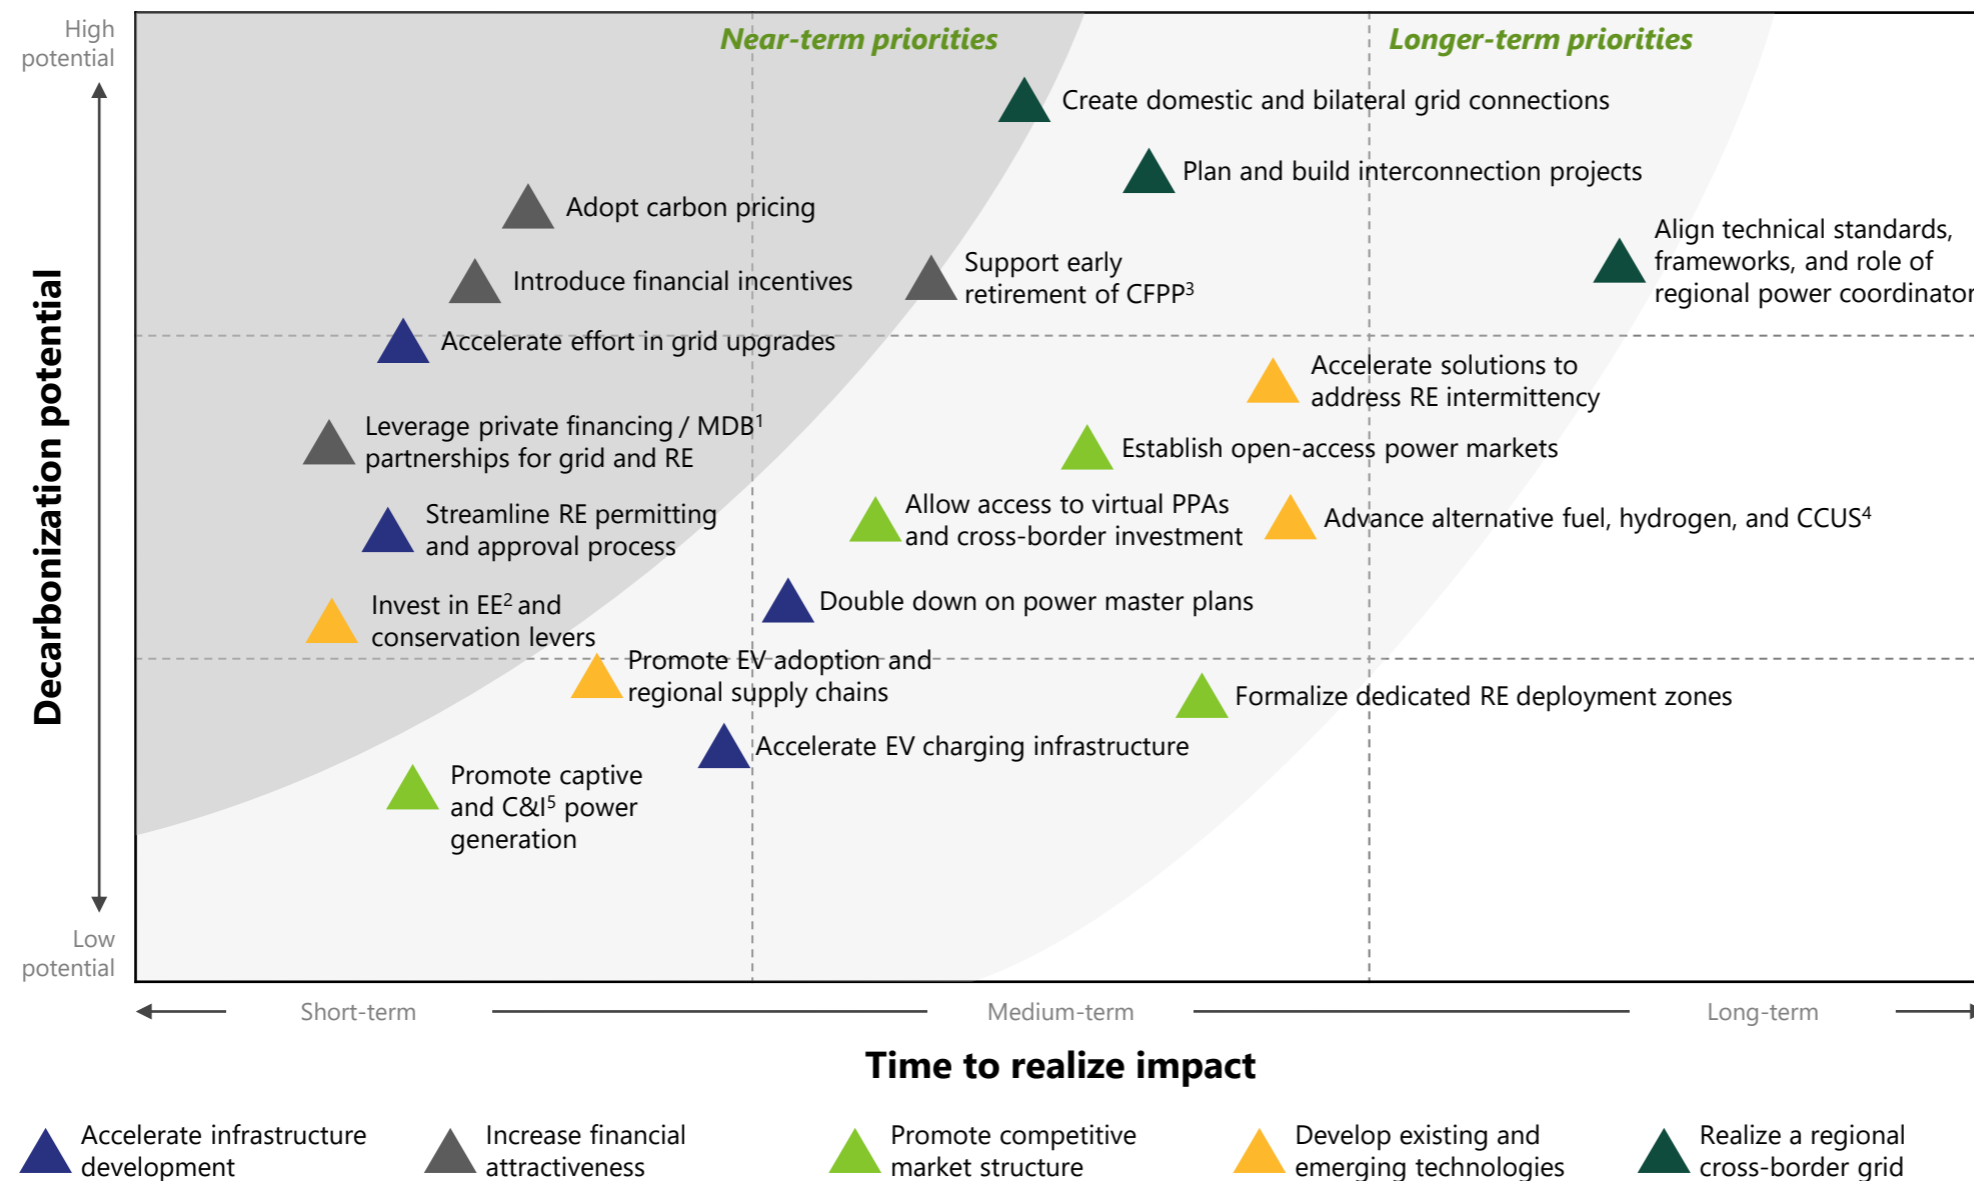 High
potential
Near-term priorities
Longer-term priorities
Create domestic and bilateral grid connections
Plan and build interconnection projects
Adopt carbon pricing
Align technical standards,
frameworks, and role of
regional power coordinator
Support early
retirement of CFPP³
Introduce financial incentives
Accelerate effort in grid upgrades
Accelerate solutions to
address RE intermittency
Leverage private financing / MDB¹
partnerships for grid and RE
Establish open-access power markets
Allow access to virtual PPAs
and cross-border investment
Advance alternative fuel, hydrogen, and CCUS⁴
Streamline RE permitting
and approval process
Double down on power master plans
Invest in EE² and
conservation levers
Promote EV adoption and
regional supply chains
Formalize dedicated RE deployment zones
Accelerate EV charging infrastructure
Promote captive
and C&I⁵ power
generation
Decarbonization potential
Low
potential
Short-term
Medium-term
Long-term
Time to realize impact
Accelerate infrastructure
development
Increase financial
attractiveness
Promote competitive
market structure
Develop existing and
emerging technologies
Realize a regional
cross-border grid